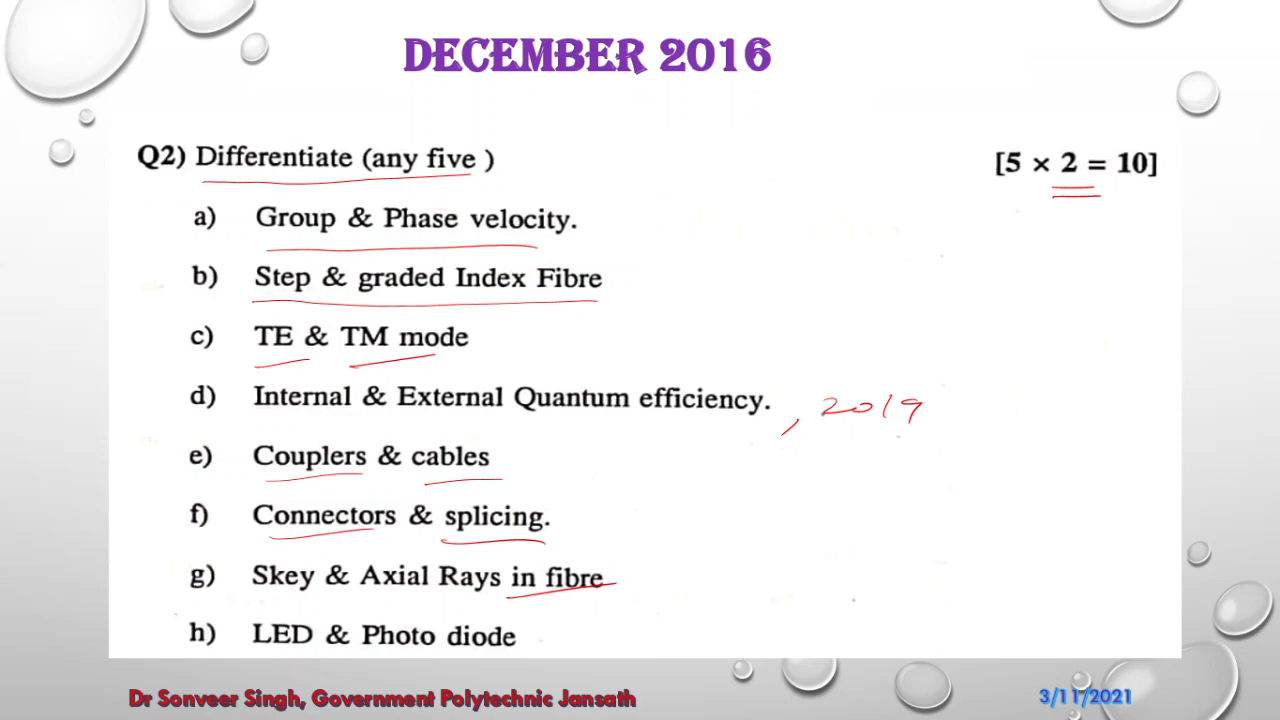 DECEMBER 2016
Q2) Differentiate (any five ) [5 × 2 = 10]
a) Group & Phase velocity.
b) Step & graded Index Fibre
c) TE & TM mode
d) Internal & External Quantum efficiency.
, 2019
e) Couplers & cables
f) Connectors & splicing.
g) Skey & Axial Rays in fibre
h) LED & Photo diode
Dr Sonveer Singh, Government Polytechnic Jansath 3/11/2021